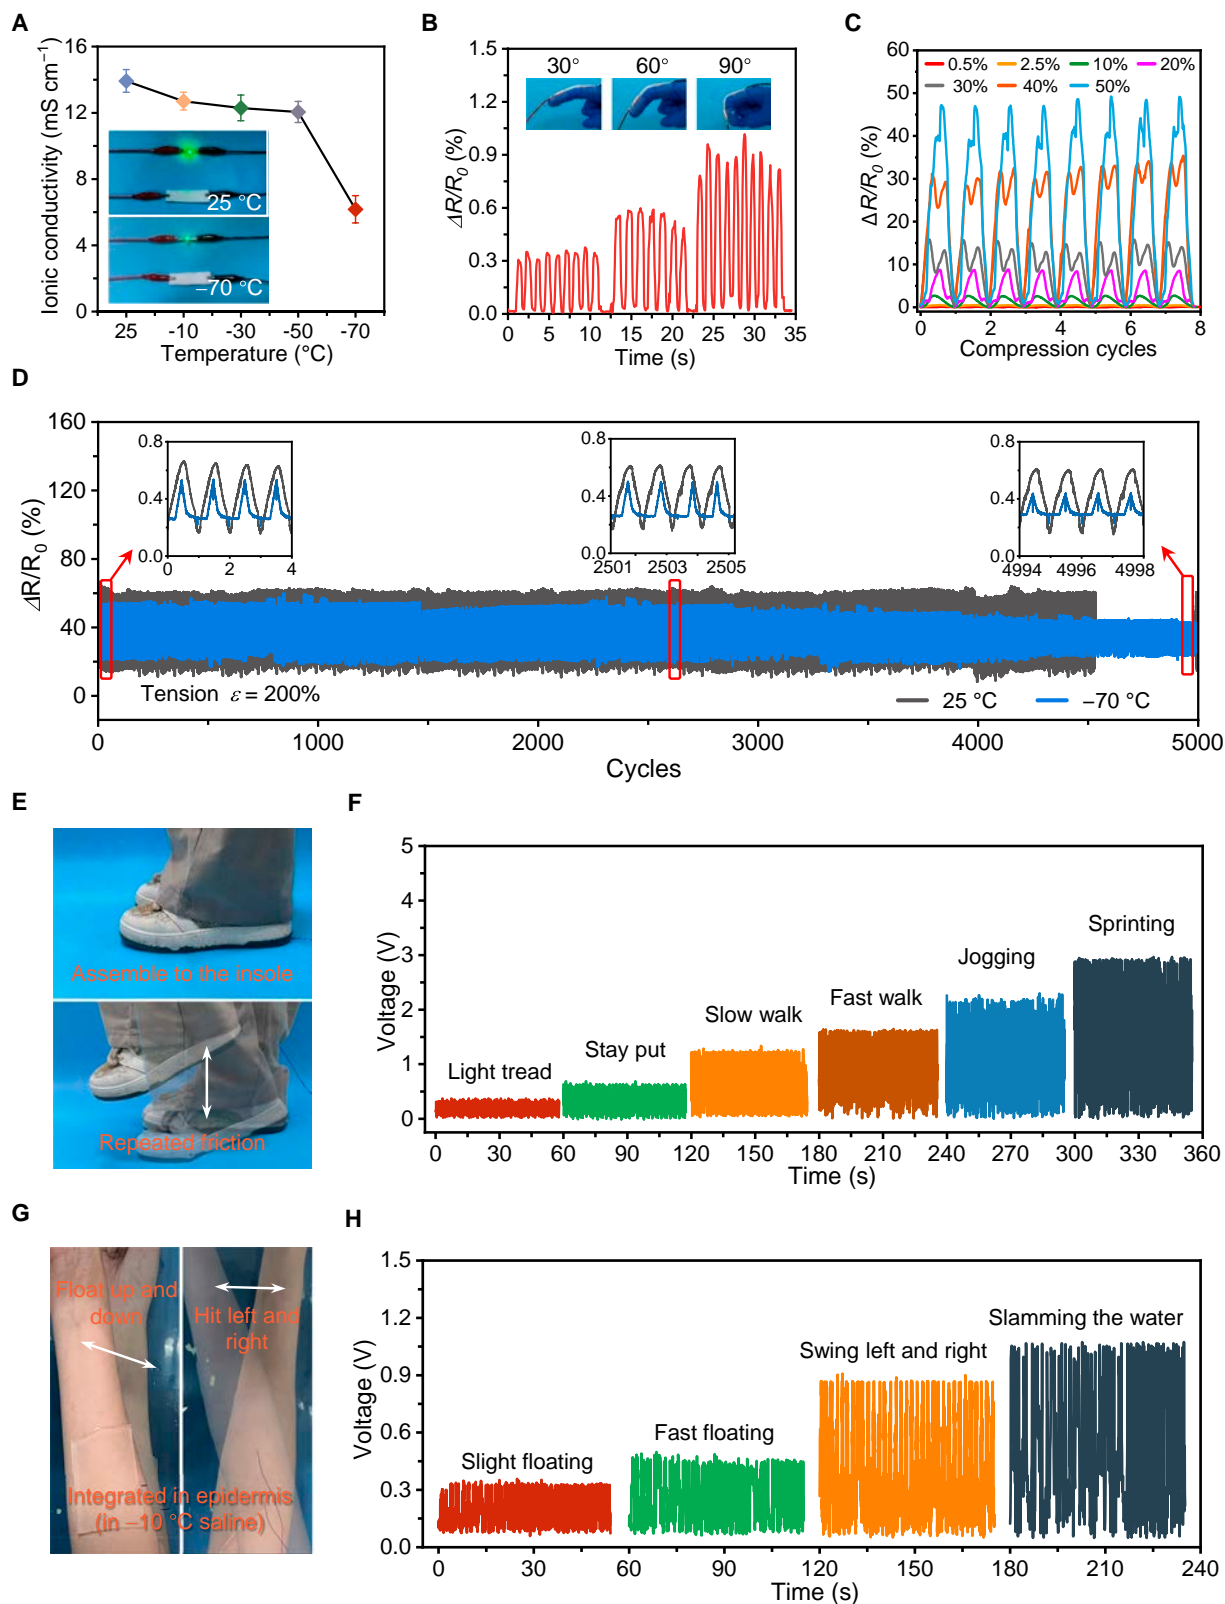 A
Ionic conductivity (mS cm⁻¹)
16
12
8
4
0
25 °C
–70 °C
25
-10
-30
-50
-70
Temperature (°C)
B
ΔR/R₀ (%)
1.5
1.2
0.9
0.6
0.3
0.0
30° 60° 90°
0 5 10 15 20 25 30 35
Time (s)
C
ΔR/R₀ (%)
60
50
40
30
20
10
0
0.5% 2.5% 10% 20%
30% 40% 50%
0 2 4 6 8
Compression cycles
D
ΔR/R₀ (%)
160
120
80
40
0
0.8
0.4
0.0
0 2 4
0.8
0.4
0.0
2501 2503 2505
0.8
0.4
0.0
4994 4996 4998
Tension ε = 200%
25 °C –70 °C
0 1000 2000 3000 4000 5000
Cycles
E
Assemble to the insole
Repeated friction
F
Voltage (V)
5
4
3
2
1
0
Light tread
Stay put
Slow walk
Fast walk
Jogging
Sprinting
0 30 60 90 120 150 180 210 240 270 300 330 360
Time (s)
G
Float up and
down
Hit left and
right
Integrated in epidermis
(in –10 °C saline)
H
Voltage (V)
1.5
1.2
0.9
0.6
0.3
0.0
Slight floating
Fast floating
Swing left and right
Slamming the water
0 30 60 90 120 150 180 210 240
Time (s)